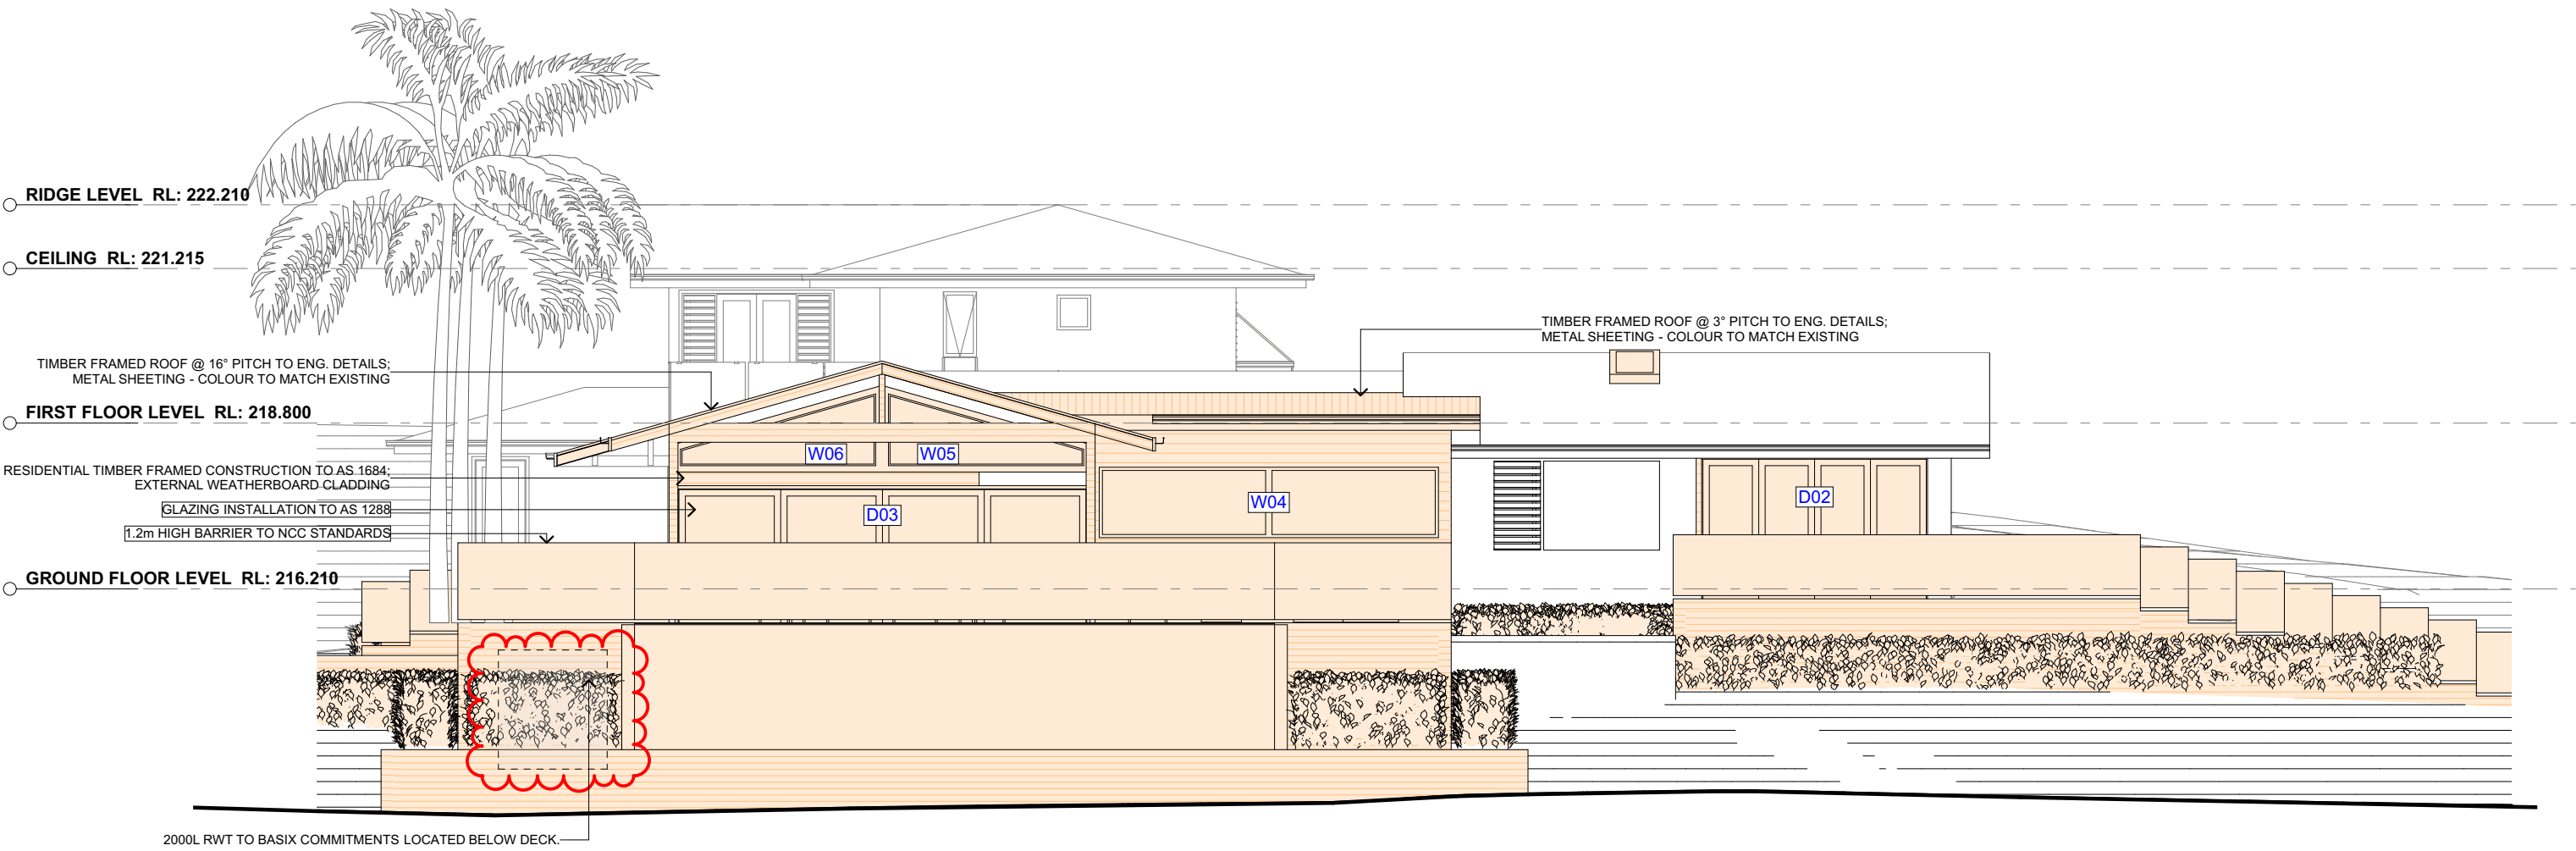 RIDGE LEVEL RL: 222.210
CEILING RL: 221.215
TIMBER FRAMED ROOF @ 3° PITCH TO ENG. DETAILS;
METAL SHEETING - COLOUR TO MATCH EXISTING
TIMBER FRAMED ROOF @ 16° PITCH TO ENG. DETAILS;
METAL SHEETING - COLOUR TO MATCH EXISTING
FIRST FLOOR LEVEL RL: 218.800
W06
W05
RESIDENTIAL TIMBER FRAMED CONSTRUCTION TO AS 1684;
EXTERNAL WEATHERBOARD CLADDING
W04
D02
GLAZING INSTALLATION TO AS 1288
D03
1.2m HIGH BARRIER TO NCC STANDARDS
GROUND FLOOR LEVEL RL: 216.210
2000L RWT TO BASIX COMMITMENTS LOCATED BELOW DECK.